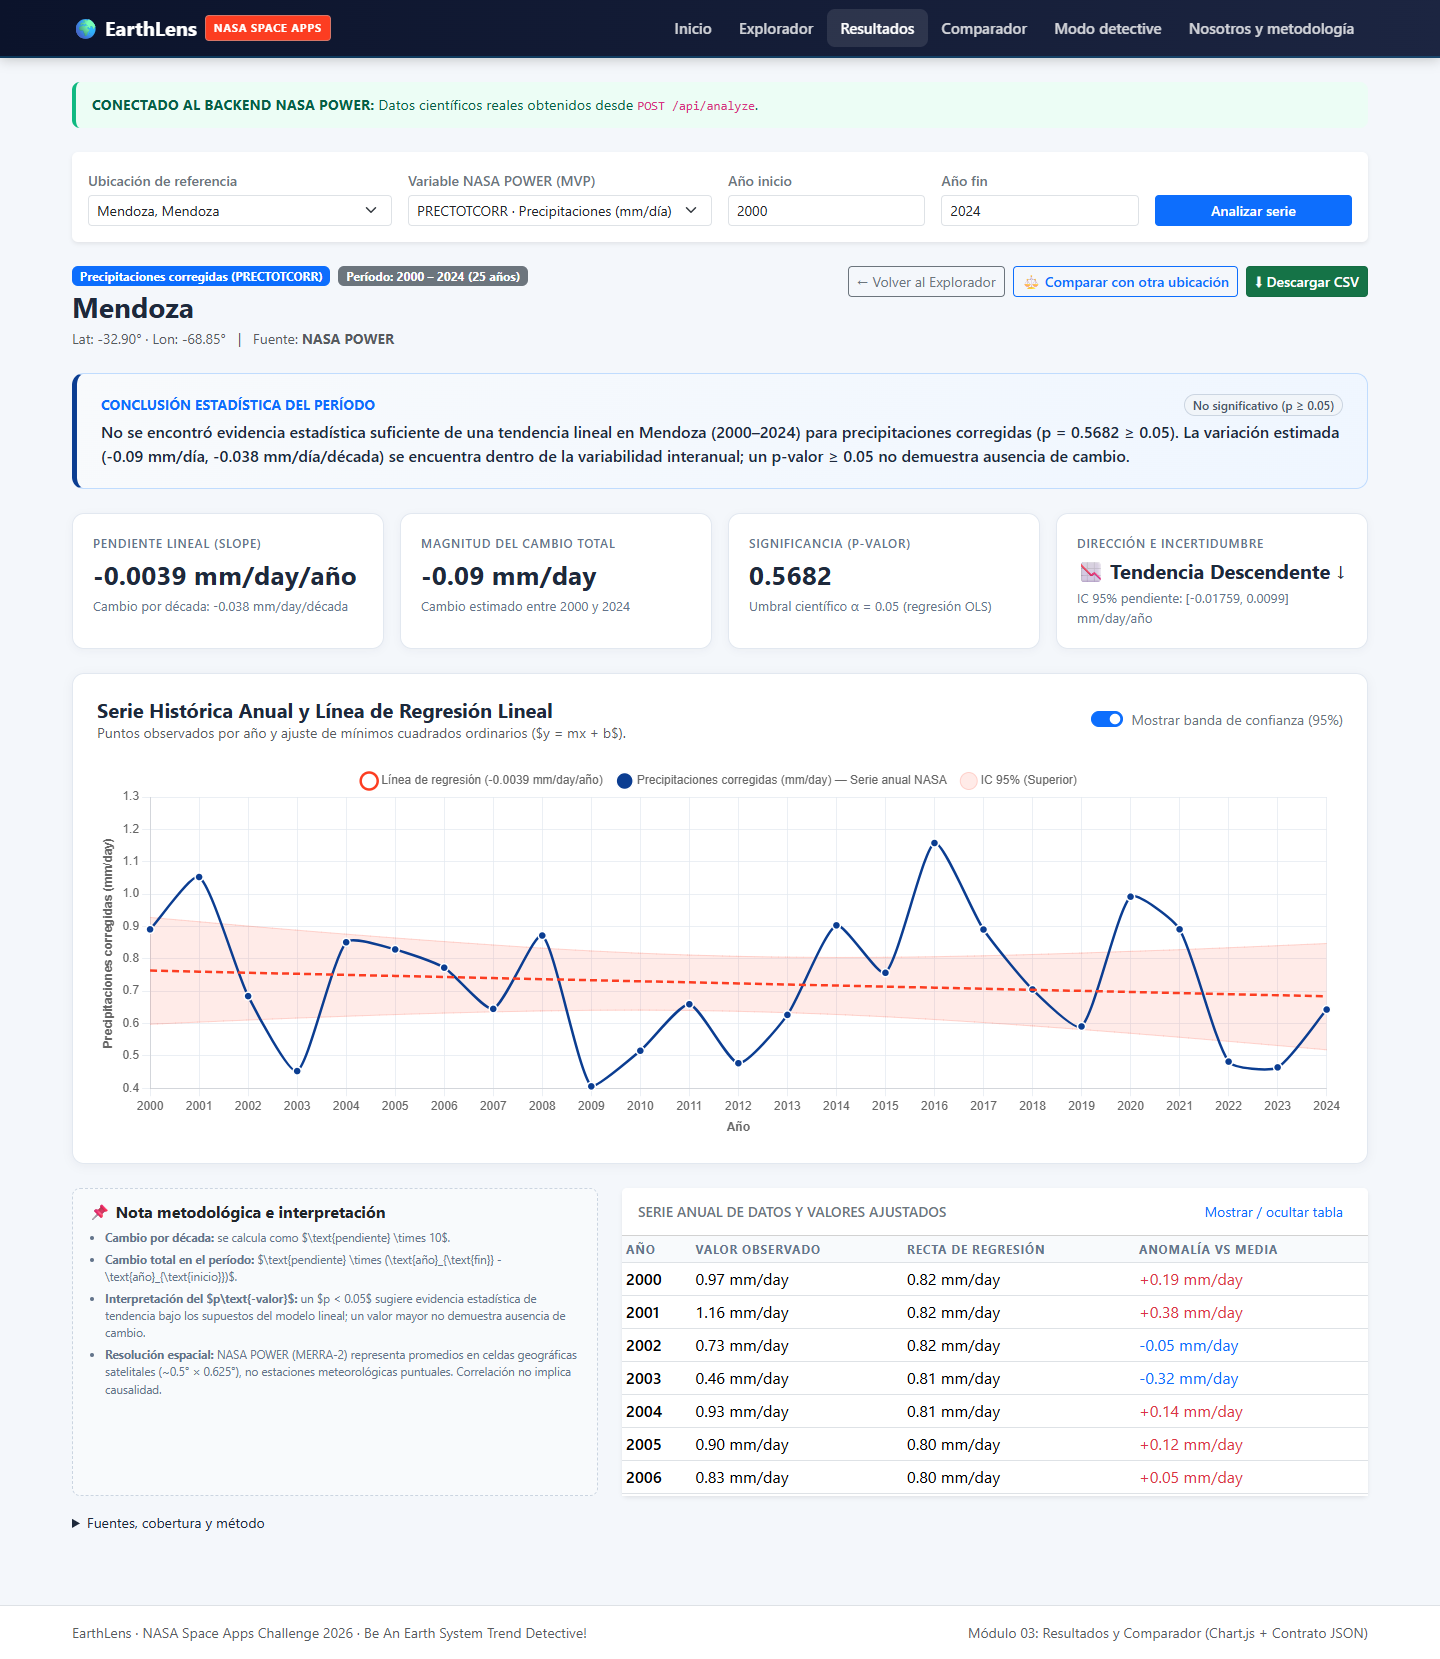 EarthLens NASA SPACE APPS Inicio Explorador Resultados Comparador Modo detective Nosotros y metodología
CONECTADO AL BACKEND NASA POWER: Datos científicos reales obtenidos desde POST /api/analyze.
Ubicación de referencia Variable NASA POWER (MVP) Año inicio Año fin
Mendoza, Mendoza PRECTOTCORR · Precipitaciones (mm/día) 2000 2024 Analizar serie
Precipitaciones corregidas (PRECTOTCORR) Período: 2000 – 2024 (25 años)
← Volver al Explorador Comparar con otra ubicación Descargar CSV
Mendoza
Lat: -32.90° · Lon: -68.85° | Fuente: NASA POWER
CONCLUSIÓN ESTADÍSTICA DEL PERÍODO No significativo (p ≥ 0.05)
No se encontró evidencia estadística suficiente de una tendencia lineal en Mendoza (2000–2024) para precipitaciones corregidas (p = 0.5682 ≥ 0.05). La variación estimada
(-0.09 mm/día, -0.038 mm/día/década) se encuentra dentro de la variabilidad interanual; un p-valor ≥ 0.05 no demuestra ausencia de cambio.
PENDIENTE LINEAL (SLOPE)
-0.0039 mm/day/año
Cambio por década: -0.038 mm/day/década
MAGNITUD DEL CAMBIO TOTAL
-0.09 mm/day
Cambio estimado entre 2000 y 2024
SIGNIFICANCIA (P-VALOR)
0.5682
Umbral científico α = 0.05 (regresión OLS)
DIRECCIÓN E INCERTIDUMBRE
Tendencia Descendente ↓
IC 95% pendiente: [-0.01759, 0.0099]
mm/day/año
Serie Histórica Anual y Línea de Regresión Lineal
Puntos observados por año y ajuste de mínimos cuadrados ordinarios ($y = mx + b$).
Mostrar banda de confianza (95%)
Línea de regresión (-0.0039 mm/day/año) Precipitaciones corregidas (mm/day) — Serie anual NASA IC 95% (Superior)
Precipitaciones corregidas (mm/day)
1.3
1.2
1.1
1.0
0.9
0.8
0.7
0.6
0.5
0.4
2000 2001 2002 2003 2004 2005 2006 2007 2008 2009 2010 2011 2012 2013 2014 2015 2016 2017 2018 2019 2020 2021 2022 2023 2024
Año
Nota metodológica e interpretación
• Cambio por década: se calcula como $\text{pendiente} \times 10$.
• Cambio total en el período: $\text{pendiente} \times (\text{año}_{\text{fin}} -
\text{año}_{\text{inicio}})$.
• Interpretación del $p\text{-valor}$: un $p < 0.05$ sugiere evidencia estadística de
tendencia bajo los supuestos del modelo lineal; un valor mayor no demuestra ausencia de
cambio.
• Resolución espacial: NASA POWER (MERRA-2) representa promedios en celdas geográficas
satelitales (~0.5° × 0.625°), no estaciones meteorológicas puntuales. Correlación no implica
causalidad.
SERIE ANUAL DE DATOS Y VALORES AJUSTADOS Mostrar / ocultar tabla
AÑO VALOR OBSERVADO RECTA DE REGRESIÓN ANOMALÍA VS MEDIA
2000 0.97 mm/day 0.82 mm/day +0.19 mm/day
2001 1.16 mm/day 0.82 mm/day +0.38 mm/day
2002 0.73 mm/day 0.82 mm/day -0.05 mm/day
2003 0.46 mm/day 0.81 mm/day -0.32 mm/day
2004 0.93 mm/day 0.81 mm/day +0.14 mm/day
2005 0.90 mm/day 0.80 mm/day +0.12 mm/day
2006 0.83 mm/day 0.80 mm/day +0.05 mm/day
▶ Fuentes, cobertura y método
EarthLens · NASA Space Apps Challenge 2026 · Be An Earth System Trend Detective!
Módulo 03: Resultados y Comparador (Chart.js + Contrato JSON)